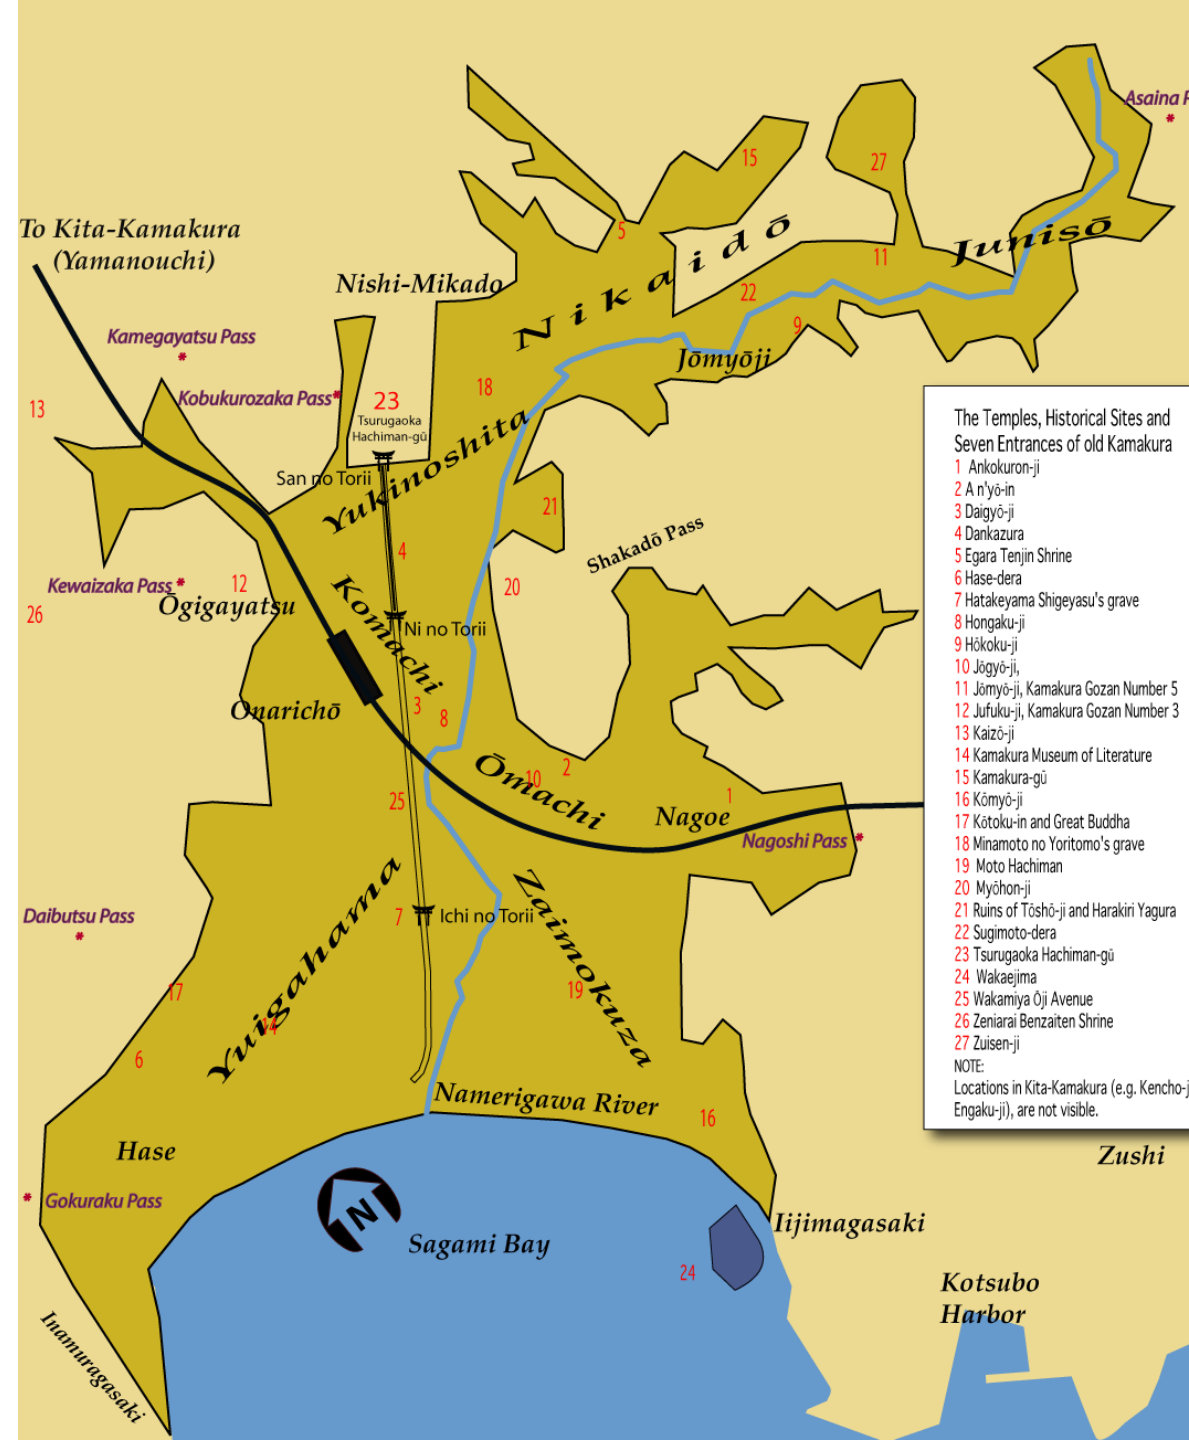 Asaina P
15
27
To Kita-Kamakura
(Yamanouchi)
5
Nikaidō
Junisō
11
Nishi-Mikado
22
9
Kamegayatsu Pass
Jōmyōji
Kobukurozaka Pass*
18
13
23
Tsurugaoka
Hachiman-gū
San no Torii
Yukinoshita
21
4
Shakadō Pass
Kewaizaka Pass*
12
20
26
Ōgigayatsu
Komachi
Ni no Torii
Onarichō
3
8
Ōmachi
10
2
25
1
Nagoe
Nagoshi Pass *
Yuigahama
Zaimokuza
Daibutsu Pass
7
Ichi no Torii
17
19
14
6
Namerigawa River
16
Hase
* Gokuraku Pass
N
Sagami Bay
Iijimagasaki
24
Zushi
Kotsubo
Harbor
Inamuragasaki
The Temples, Historical Sites and
Seven Entrances of old Kamakura
1 Ankokuron-ji
2 A n'yō-in
3 Daigyō-ji
4 Dankazura
5 Egara Tenjin Shrine
6 Hase-dera
7 Hatakeyama Shigeyasu's grave
8 Hongaku-ji
9 Hōkoku-ji
10 Jōgyō-ji,
11 Jōmyō-ji, Kamakura Gozan Number 5
12 Jufuku-ji, Kamakura Gozan Number 3
13 Kaizō-ji
14 Kamakura Museum of Literature
15 Kamakura-gū
16 Kōmyō-ji
17 Kōtoku-in and Great Buddha
18 Minamoto no Yoritomo's grave
19 Moto Hachiman
20 Myōhon-ji
21 Ruins of Tōshō-ji and Harakiri Yagura
22 Sugimoto-dera
23 Tsurugaoka Hachiman-gū
24 Wakaejima
25 Wakamiya Ōji Avenue
26 Zeniarai Benzaiten Shrine
27 Zuisen-ji
NOTE:
Locations in Kita-Kamakura (e.g. Kencho-j
Engaku-ji), are not visible.